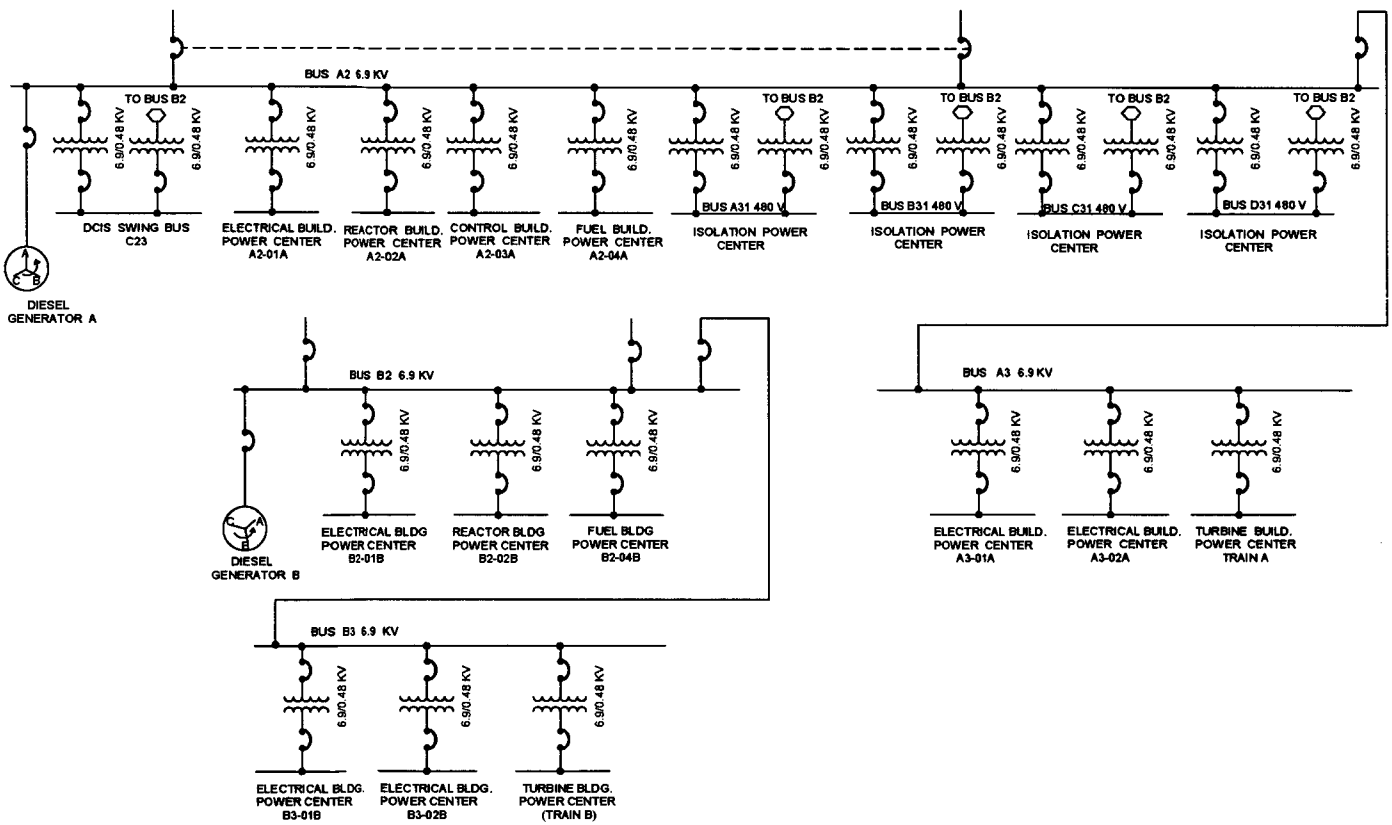 BUS A2 6.9 KV
TO BUS B2
TO BUS B2
TO BUS B2
TO BUS B2
TO BUS B2
6.9/0.48 KV
6.9/0.48 KV
6.9/0.48 KV
6.9/0.48 KV
6.9/0.48 KV
6.9/0.48 KV
6.9/0.48 KV
6.9/0.48 KV
6.9/0.48 KV
6.9/0.48 KV
6.9/0.48 KV
6.9/0.48 KV
6.9/0.48 KV
6.9/0.48 KV
DCIS SWING BUS
C23
ELECTRICAL BUILD.
POWER CENTER
A2-01A
REACTOR BUILD.
POWER CENTER
A2-02A
CONTROL BUILD.
POWER CENTER
A2-03A
FUEL BUILD.
POWER CENTER
A2-04A
BUS A31 480 V
ISOLATION POWER
CENTER
BUS B31 480 V
ISOLATION POWER
CENTER
BUS C31 480 V
ISOLATION POWER
CENTER
BUS D31 480 V
ISOLATION POWER
CENTER
A
C B
DIESEL
GENERATOR A
BUS B2 6.9 KV
6.9/0.48 KV
6.9/0.48 KV
6.9/0.48 KV
ELECTRICAL BLDG
POWER CENTER
B2-01B
REACTOR BLDG
POWER CENTER
B2-02B
FUEL BLDG
POWER CENTER
B2-04B
C A
B
DIESEL
GENERATOR B
BUS A3 6.9 KV
6.9/0.48 KV
6.9/0.48 KV
6.9/0.48 KV
ELECTRICAL BUILD.
POWER CENTER
A3-01A
ELECTRICAL BUILD.
POWER CENTER
A3-02A
TURBINE BUILD.
POWER CENTER
TRAIN A
BUS B3 6.9 KV
6.9/0.48 KV
6.9/0.48 KV
6.9/0.48 KV
ELECTRICAL BLDG.
POWER CENTER
B3-01B
ELECTRICAL BLDG.
POWER CENTER
B3-02B
TURBINE BLDG.
POWER CENTER
(TRAIN B)